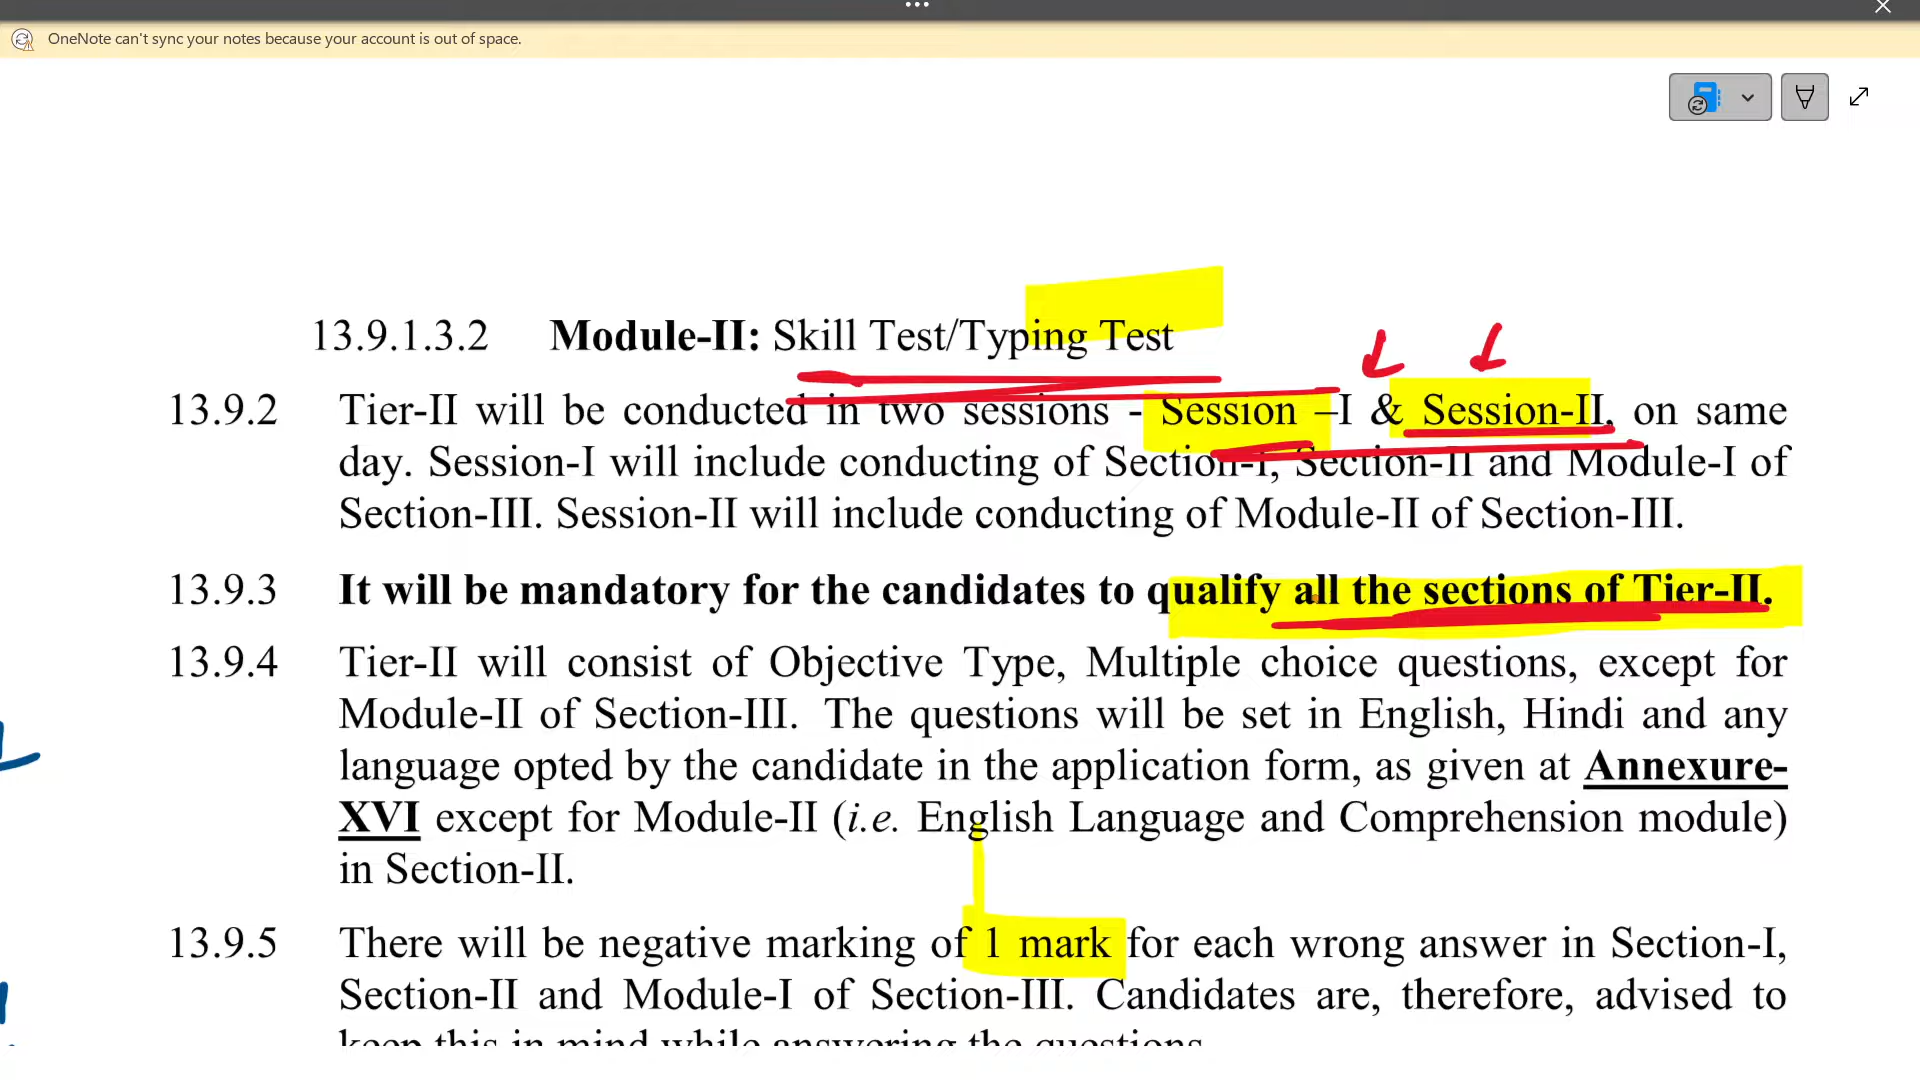 OneNote can't sync your notes because your account is out of space.
13.9.1.3.2 Module-II: Skill Test/Typing Test
13.9.2 Tier-II will be conducted in two sessions - Session –I & Session-II, on same
day. Session-I will include conducting of Section-I, Section-II and Module-I of
Section-III. Session-II will include conducting of Module-II of Section-III.
13.9.3 It will be mandatory for the candidates to qualify all the sections of Tier-II.
13.9.4 Tier-II will consist of Objective Type, Multiple choice questions, except for
Module-II of Section-III. The questions will be set in English, Hindi and any
language opted by the candidate in the application form, as given at Annexure-
XVI except for Module-II (i.e. English Language and Comprehension module)
in Section-II.
13.9.5 There will be negative marking of 1 mark for each wrong answer in Section-I,
Section-II and Module-I of Section-III. Candidates are, therefore, advised to
keep this in mind while answering the questions